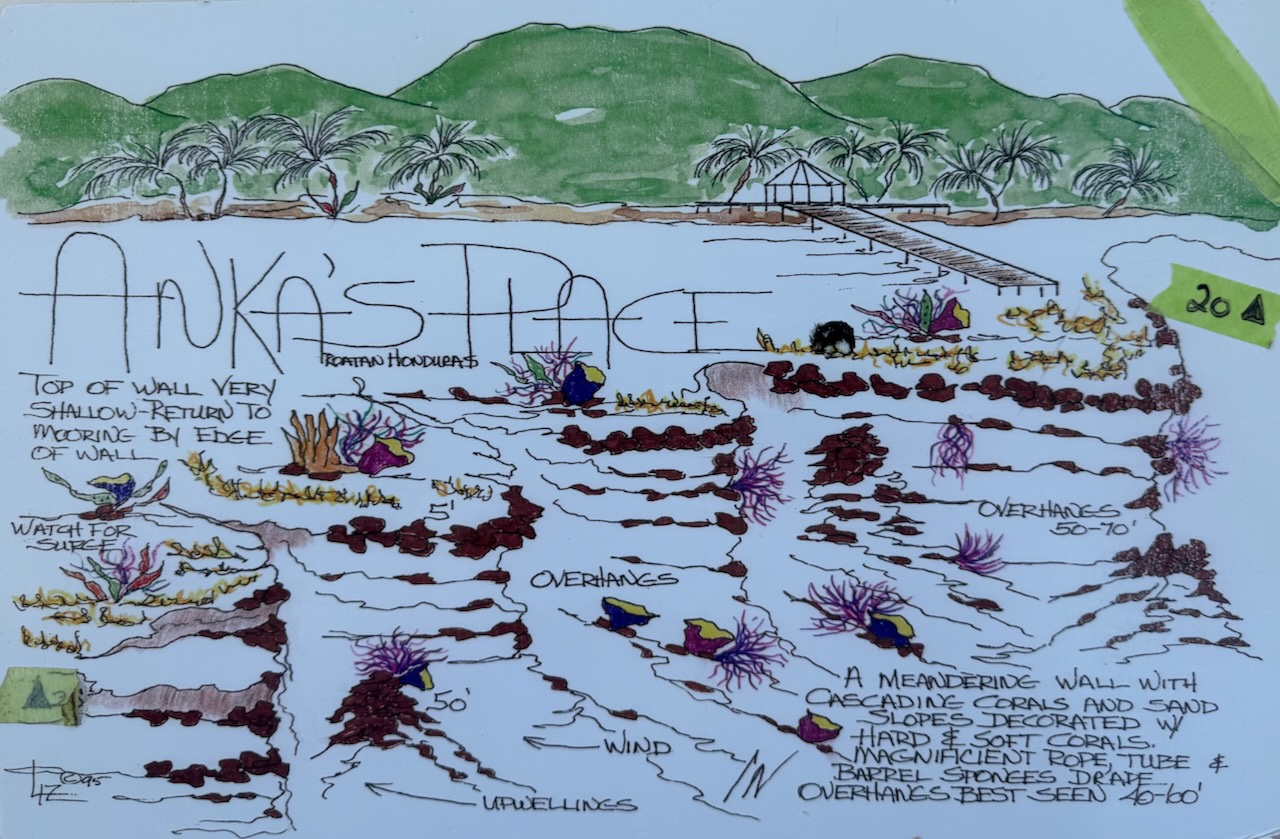 ANKA'S PLACE
ROATAN HONDURAS
20
TOP OF WALL VERY
SHALLOW-RETURN TO
MOORING BY EDGE
OF WALL
WATCH FOR
SURGE
5'
OVERHANGS
50-70'
OVERHANGS
50'
WIND
UPWELLINGS
N
A MEANDERING WALL WITH
CASCADING CORALS AND SAND
SLOPES DECORATED W/
HARD & SOFT CORALS.
MAGNIFICIENT ROPE, TUBE &
BARREL SPONGES DRAPE
OVERHANGS BEST SEEN 40-60'
LIZ ©95